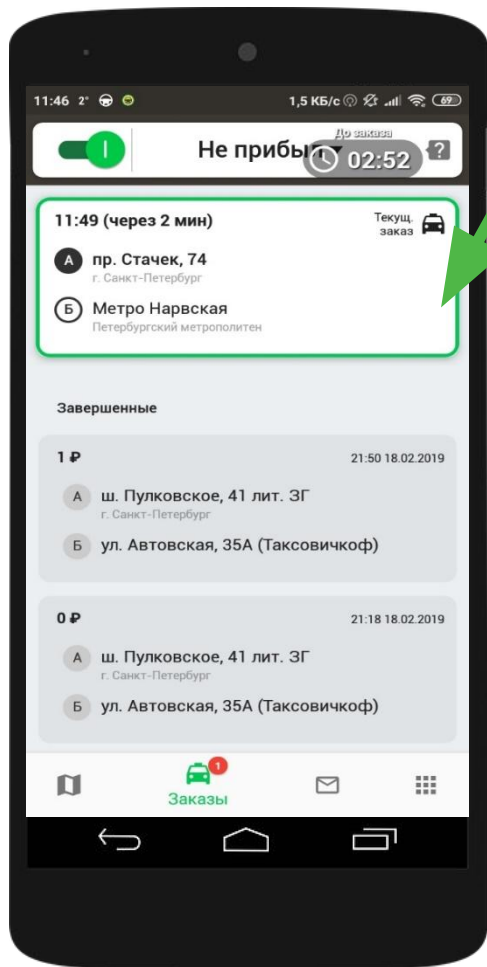 11:46 2° 1,5 КБ/с 69
До заказа
Не прибыл 02:52 ?
11:49 (через 2 мин) Текущ. заказ
А пр. Стачек, 74
г. Санкт-Петербург
Б Метро Нарвская
Петербургский метрополитен
Завершенные
1 ₽ 21:50 18.02.2019
А ш. Пулковское, 41 лит. ЗГ
г. Санкт-Петербург
Б ул. Автовская, 35А (Таксовичкоф)
0 ₽ 21:18 18.02.2019
А ш. Пулковское, 41 лит. ЗГ
г. Санкт-Петербург
Б ул. Автовская, 35А (Таксовичкоф)
1
Заказы